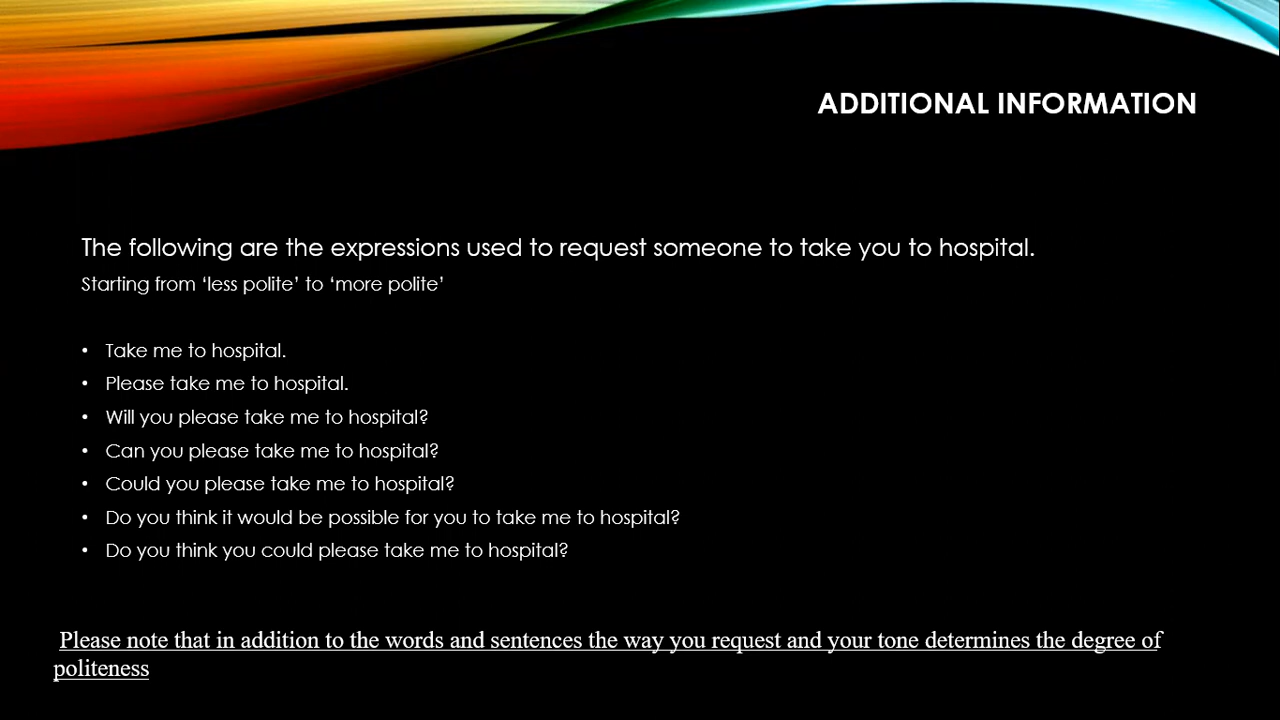 ADDITIONAL INFORMATION
The following are the expressions used to request someone to take you to hospital.
Starting from ‘less polite’ to ‘more polite’
• Take me to hospital.
• Please take me to hospital.
• Will you please take me to hospital?
• Can you please take me to hospital?
• Could you please take me to hospital?
• Do you think it would be possible for you to take me to hospital?
• Do you think you could please take me to hospital?
Please note that in addition to the words and sentences the way you request and your tone determines the degree of
politeness